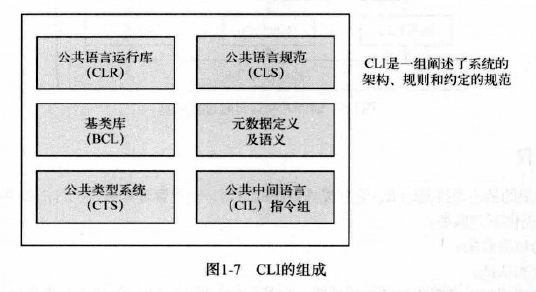 公共语言运行库
(CLR)
公共语言规范
(CLS)
CLI是一组阐述了系统的
架构、规则和约定的规范
基类库
(BCL)
元数据定义
及语义
公共类型系统
(CTS)
公共中间语言
(CIL) 指令组
图1-7 CLI的组成